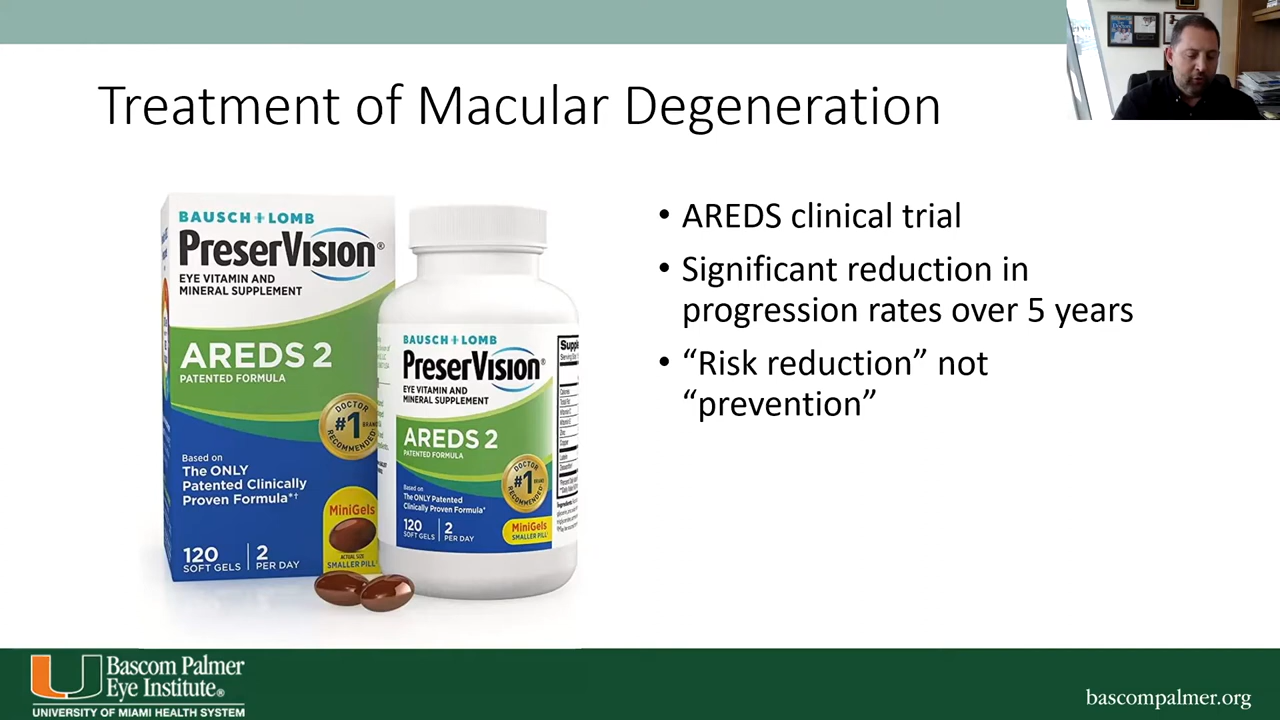 Treatment of Macular Degeneration
BAUSCH + LOMB
PreserVision®
EYE VITAMIN AND
MINERAL SUPPLEMENT
AREDS 2
PATENTED FORMULA
DOCTOR
#1 BRAND
RECOMMENDED
Based on
The ONLY
Patented Clinically
Proven Formula*†
MiniGels
ACTUAL SIZE
SMALLER PILL
120
SOFT GELS
2
PER DAY
BAUSCH + LOMB
PreserVision®
EYE VITAMIN AND
MINERAL SUPPLEMENT
AREDS 2
PATENTED FORMULA
DOCTOR
#1 BRAND
RECOMMENDED
Based on
The ONLY Patented
Clinically Proven Formula*
120
SOFT GELS
2
PER DAY
MiniGels
SMALLER PILL
• AREDS clinical trial
• Significant reduction in
progression rates over 5 years
• “Risk reduction” not
“prevention”
Bascom Palmer
Eye Institute®
UNIVERSITY OF MIAMI HEALTH SYSTEM
bascompalmer.org